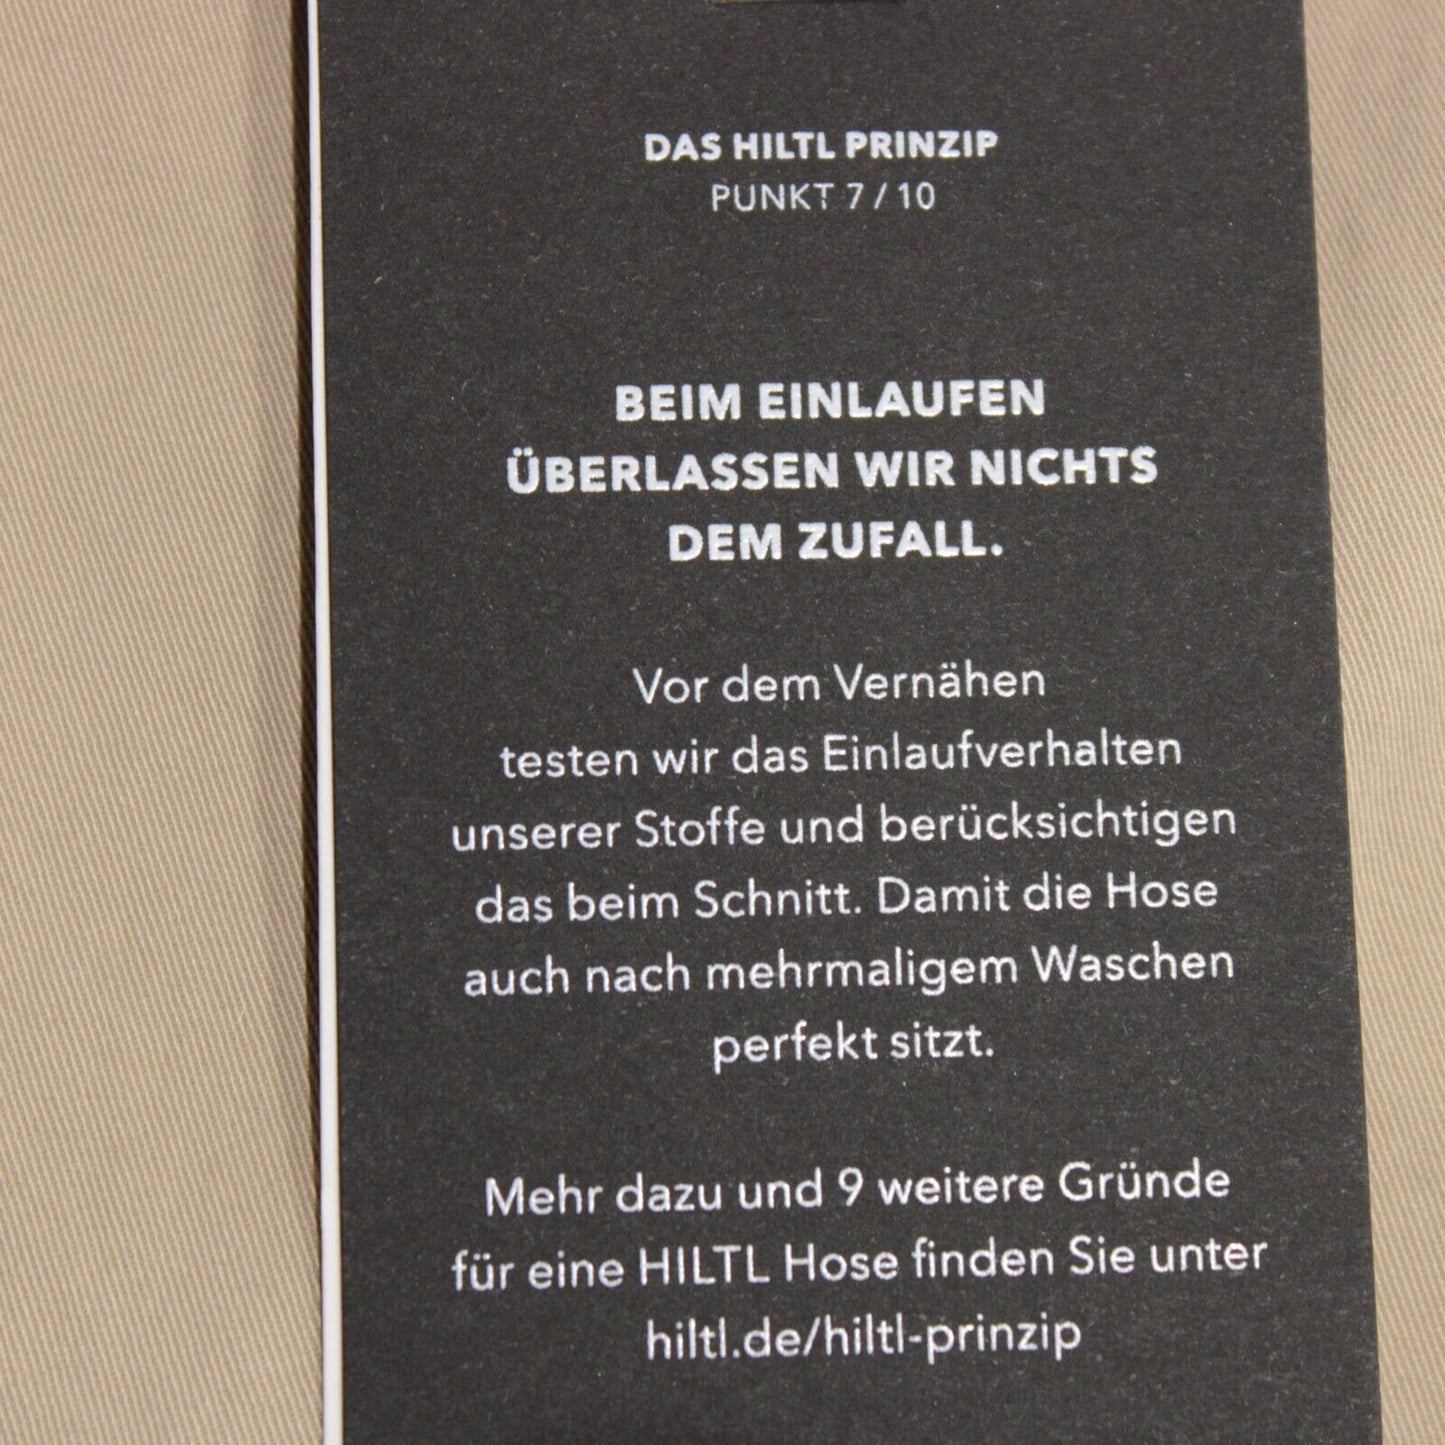 DAS HILTL PRINZIP
PUNKT 7 / 10
BEIM EINLAUFEN
ÜBERLASSEN WIR NICHTS
DEM ZUFALL.
Vor dem Vernähen
testen wir das Einlaufverhalten
unserer Stoffe und berücksichtigen
das beim Schnitt. Damit die Hose
auch nach mehrmaligem Waschen
perfekt sitzt.
Mehr dazu und 9 weitere Gründe
für eine HILTL Hose finden Sie unter
hiltl.de/hiltl-prinzip